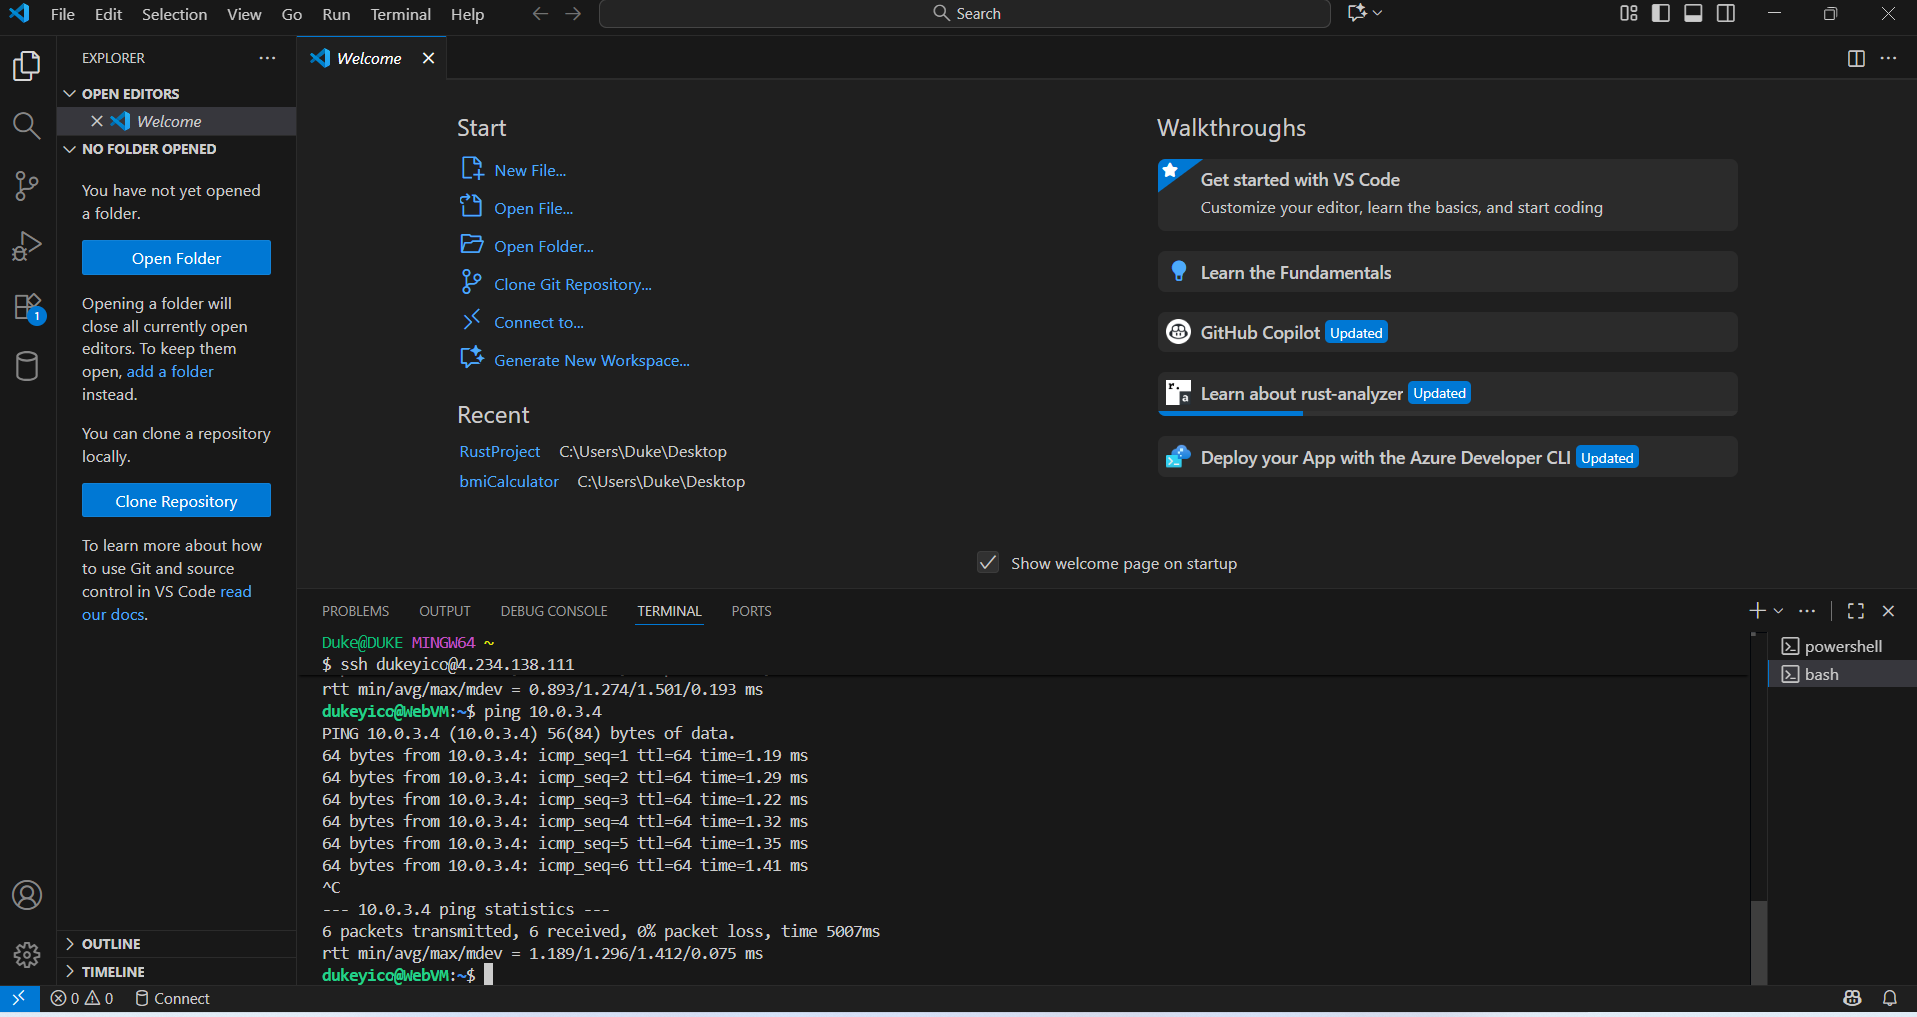 File Edit Selection View Go Run Terminal Help
Search
EXPLORER
OPEN EDITORS
Welcome
NO FOLDER OPENED
You have not yet opened
a folder.
Open Folder
Opening a folder will
close all currently open
editors. To keep them
open, add a folder
instead.
You can clone a repository
locally.
Clone Repository
To learn more about how
to use Git and source
control in VS Code read
our docs.
OUTLINE
TIMELINE
1
Welcome
Start
New File...
Open File...
Open Folder...
Clone Git Repository...
Connect to...
Generate New Workspace...
Recent
RustProject C:\Users\Duke\Desktop
bmiCalculator C:\Users\Duke\Desktop
Walkthroughs
Get started with VS Code
Customize your editor, learn the basics, and start coding
Learn the Fundamentals
GitHub Copilot Updated
r.
a
Learn about rust-analyzer Updated
Deploy your App with the Azure Developer CLI Updated
Show welcome page on startup
PROBLEMS OUTPUT DEBUG CONSOLE TERMINAL PORTS
Duke@DUKE MINGW64 ~
$ ssh dukeyico@4.234.138.111
rtt min/avg/max/mdev = 0.893/1.274/1.501/0.193 ms
dukeyico@WebVM:~$ ping 10.0.3.4
PING 10.0.3.4 (10.0.3.4) 56(84) bytes of data.
64 bytes from 10.0.3.4: icmp_seq=1 ttl=64 time=1.19 ms
64 bytes from 10.0.3.4: icmp_seq=2 ttl=64 time=1.29 ms
64 bytes from 10.0.3.4: icmp_seq=3 ttl=64 time=1.22 ms
64 bytes from 10.0.3.4: icmp_seq=4 ttl=64 time=1.32 ms
64 bytes from 10.0.3.4: icmp_seq=5 ttl=64 time=1.35 ms
64 bytes from 10.0.3.4: icmp_seq=6 ttl=64 time=1.41 ms
^C
--- 10.0.3.4 ping statistics ---
6 packets transmitted, 6 received, 0% packet loss, time 5007ms
rtt min/avg/max/mdev = 1.189/1.296/1.412/0.075 ms
dukeyico@WebVM:~$
powershell
bash
0 0 Connect